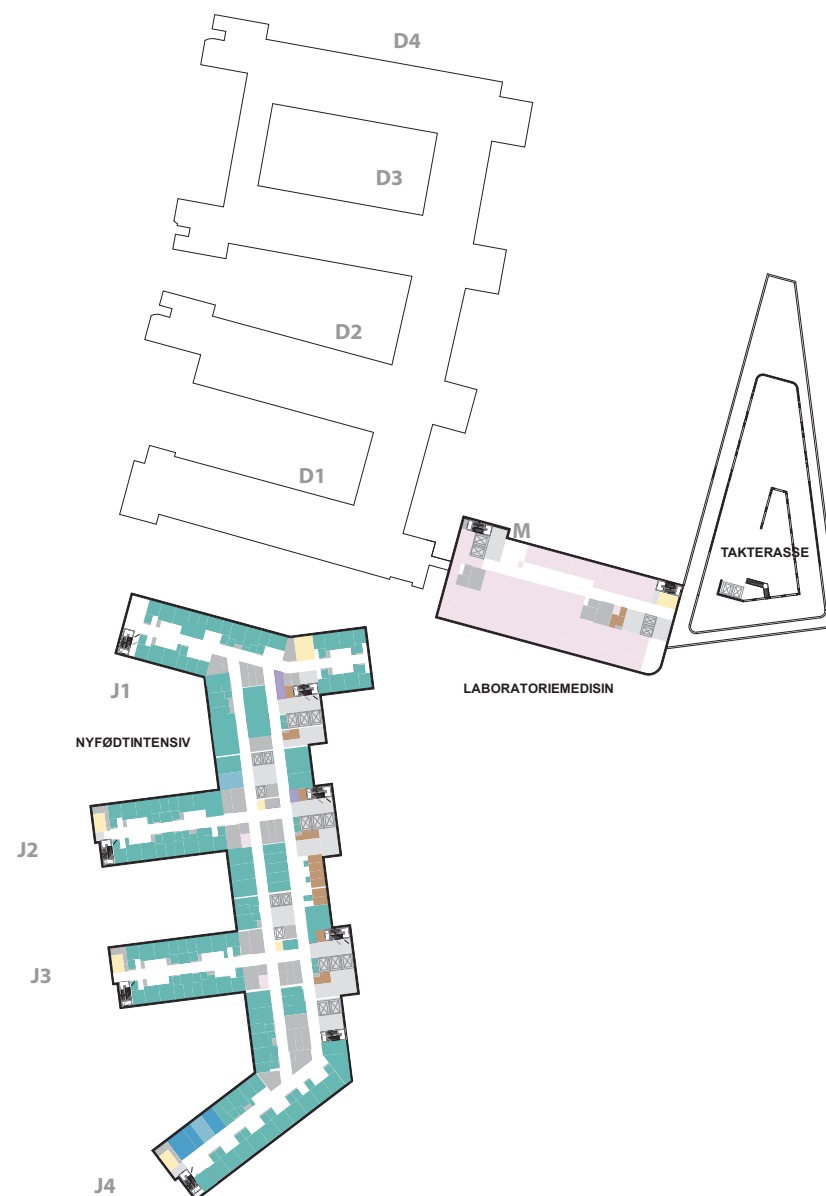 D4
D3
D2
D1
M
TAKTERASSE
J1
LABORATORIEMEDISIN
NYFØDTINTENSIV
J2
J3
J4